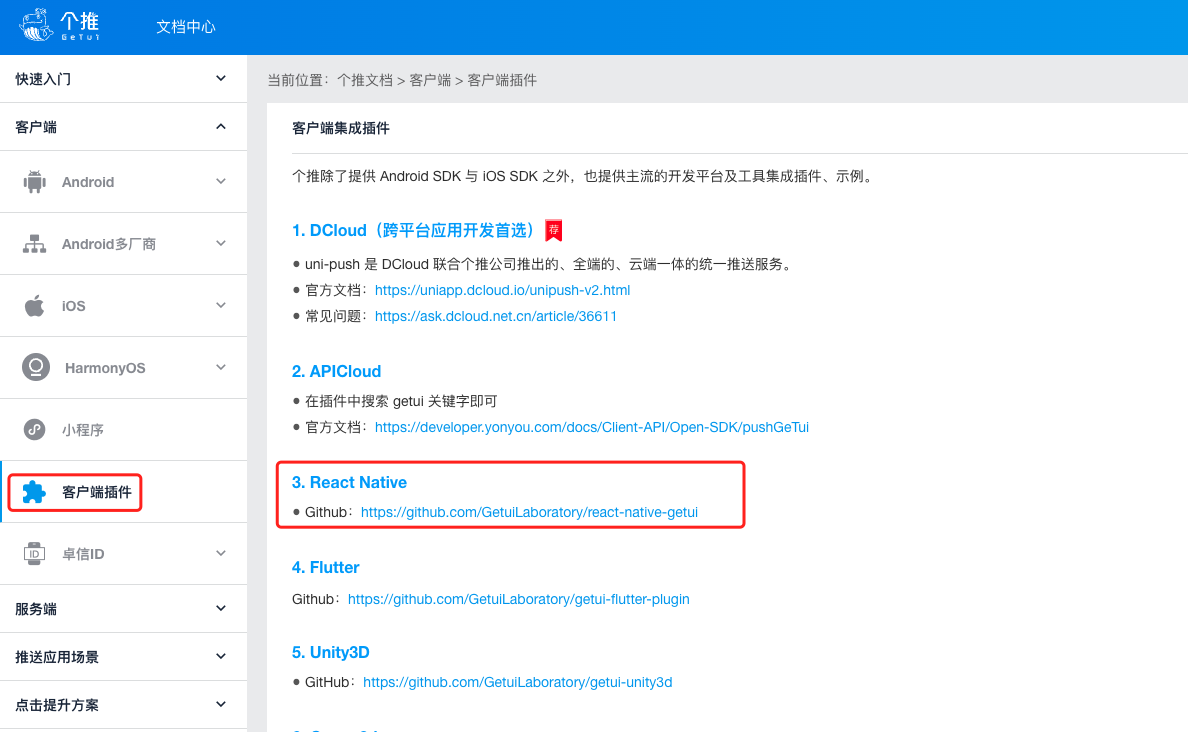 个推
GeTui
文档中心
快速入门
客户端
Android
Android多厂商
iOS
HarmonyOS
小程序
客户端插件
ID
卓信ID
服务端
推送应用场景
点击提升方案
当前位置：个推文档 > 客户端 > 客户端插件
客户端集成插件
个推除了提供 Android SDK 与 iOS SDK 之外，也提供主流的开发平台及工具集成插件、示例。
1. DCloud（跨平台应用开发首选） 荐
● uni-push 是 DCloud 联合个推公司推出的、全端的、云端一体的统一推送服务。
● 官方文档：https://uniapp.dcloud.io/unipush-v2.html
● 常见问题：https://ask.dcloud.net.cn/article/36611
2. APICloud
● 在插件中搜索 getui 关键字即可
● 官方文档：https://developer.yonyou.com/docs/Client-API/Open-SDK/pushGeTui
3. React Native
● Github：https://github.com/GetuiLaboratory/react-native-getui
4. Flutter
Github：https://github.com/GetuiLaboratory/getui-flutter-plugin
5. Unity3D
● GitHub：https://github.com/GetuiLaboratory/getui-unity3d